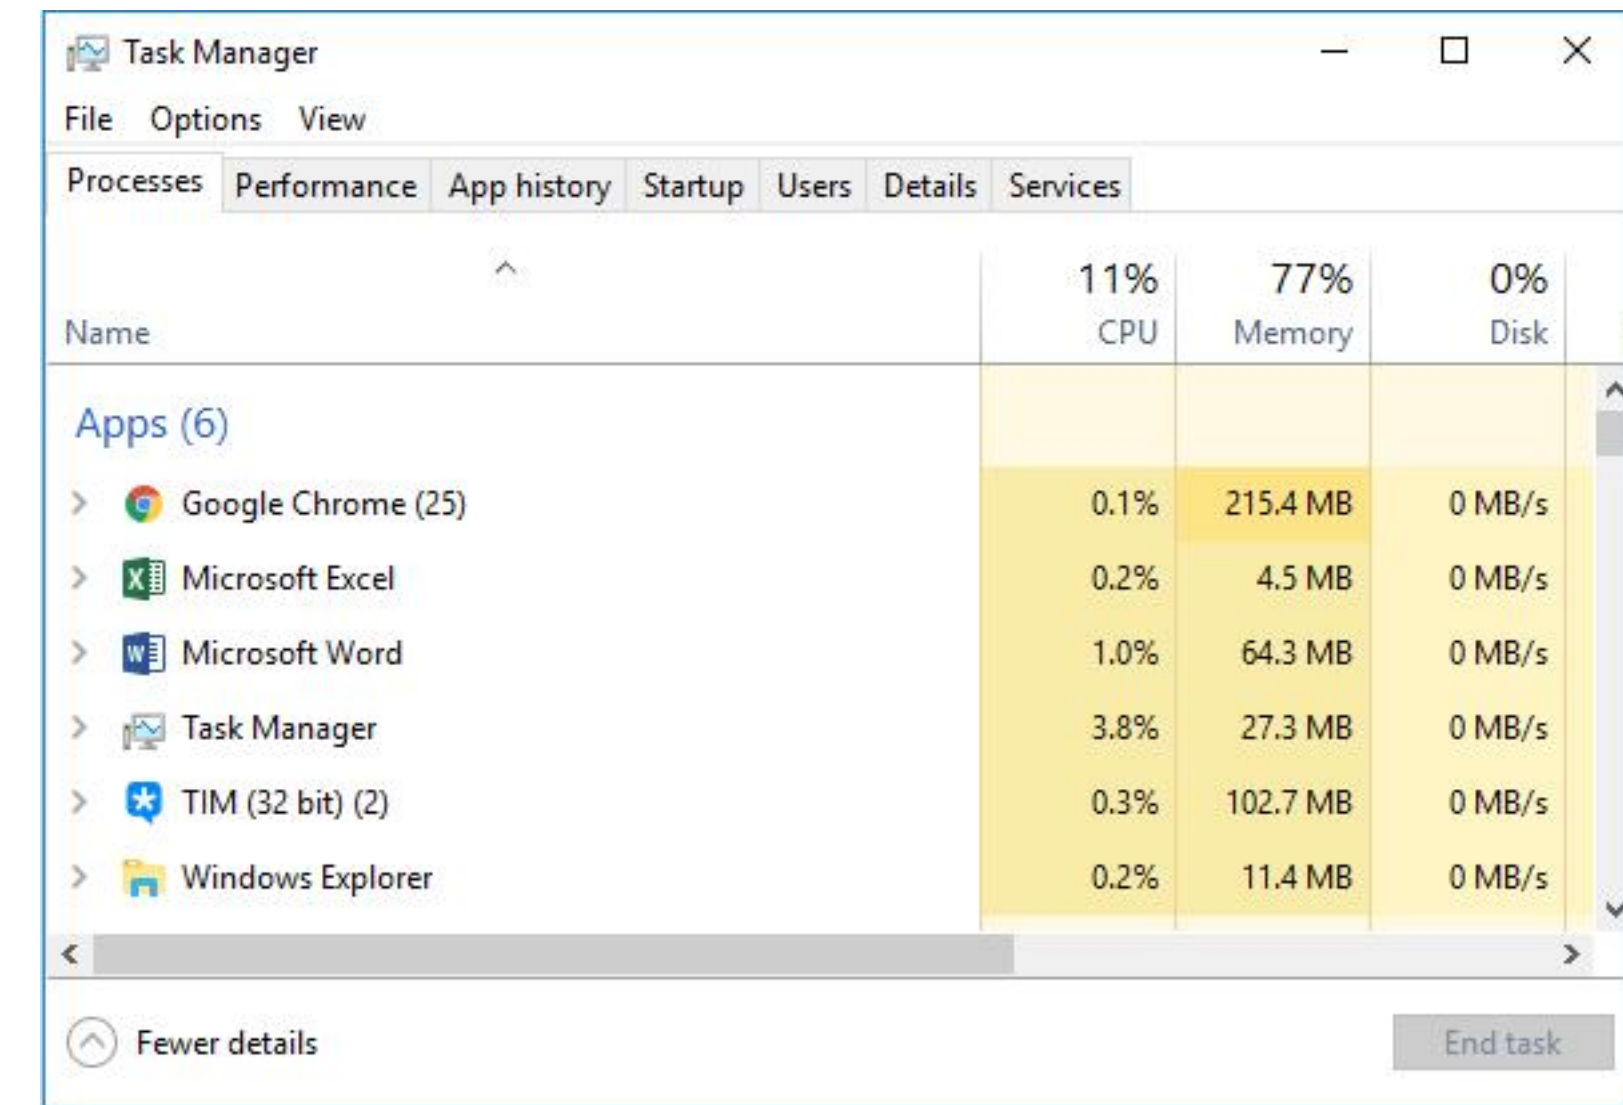 Task Manager
File Options View
Processes Performance App history Startup Users Details Services
11% 77% 0%
Name CPU Memory Disk
Apps (6)
Google Chrome (25) 0.1% 215.4 MB 0 MB/s
Microsoft Excel 0.2% 4.5 MB 0 MB/s
Microsoft Word 1.0% 64.3 MB 0 MB/s
Task Manager 3.8% 27.3 MB 0 MB/s
TIM (32 bit) (2) 0.3% 102.7 MB 0 MB/s
Windows Explorer 0.2% 11.4 MB 0 MB/s
Fewer details End task